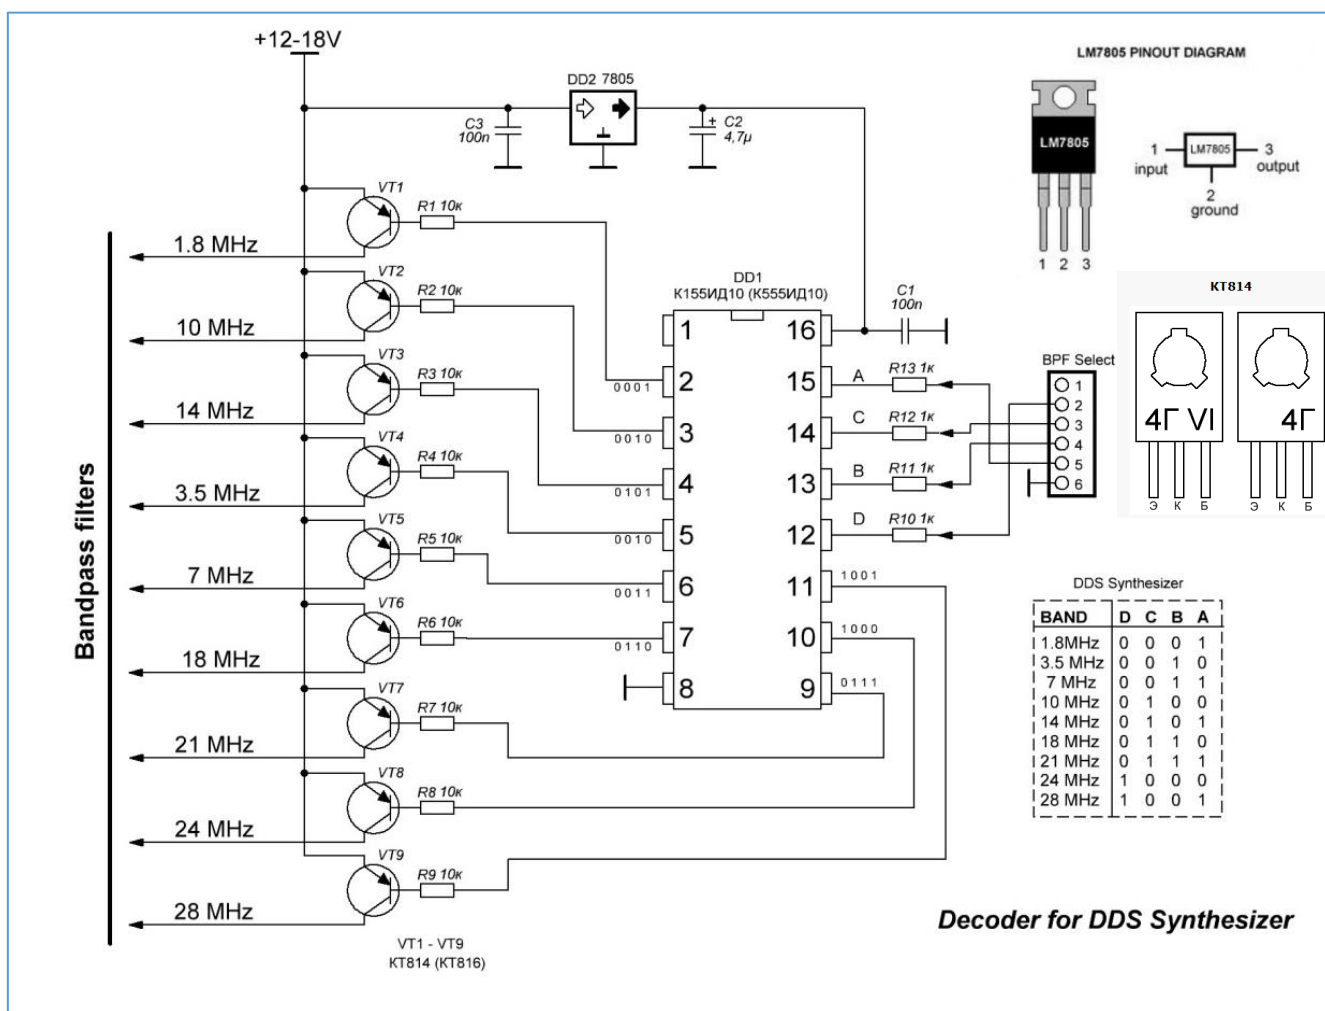 +12-18V
LM7805 PINOUT DIAGRAM
DD2 7805
C3
100n
+ C2
4,7µ
LM7805
1
input
LM7805
3
output
2
ground
1 2 3
VT1
R1 10к
1.8 MHz
VT2
R2 10к
10 MHz
VT3
R3 10к
14 MHz
VT4
R4 10к
3.5 MHz
VT5
R5 10к
7 MHz
VT6
R6 10к
18 MHz
VT7
R7 10к
21 MHz
VT8
R8 10к
24 MHz
VT9
R9 10к
28 MHz
VT1 - VT9
КТ814 (КТ816)
Bandpass filters
DD1
К155ИД10 (К555ИД10)
1
2
3
4
5
6
7
8
16
15
14
13
12
11
10
9
0001
0010
0101
0010
0011
0110
1001
1000
0111
C1
100n
A
R13 1к
C
R12 1к
B
R11 1к
D
R10 1к
BPF Select
1
2
3
4
5
6
КТ814
4Г VI
Э К Б
4Г
Э К Б
DDS Synthesizer
BAND D C B A
1.8MHz 0 0 0 1
3.5 MHz 0 0 1 0
7 MHz 0 0 1 1
10 MHz 0 1 0 0
14 MHz 0 1 0 1
18 MHz 0 1 1 0
21 MHz 0 1 1 1
24 MHz 1 0 0 0
28 MHz 1 0 0 1
Decoder for DDS Synthesizer